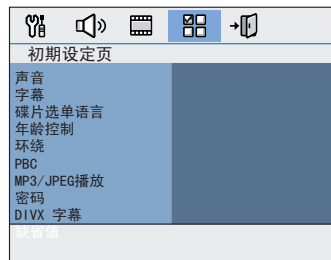 初期设定页
声音
字幕
碟片选单语言
年龄控制
环绕
PBC
MP3/JPEG播放
密码
DIVX 字幕
缺省值